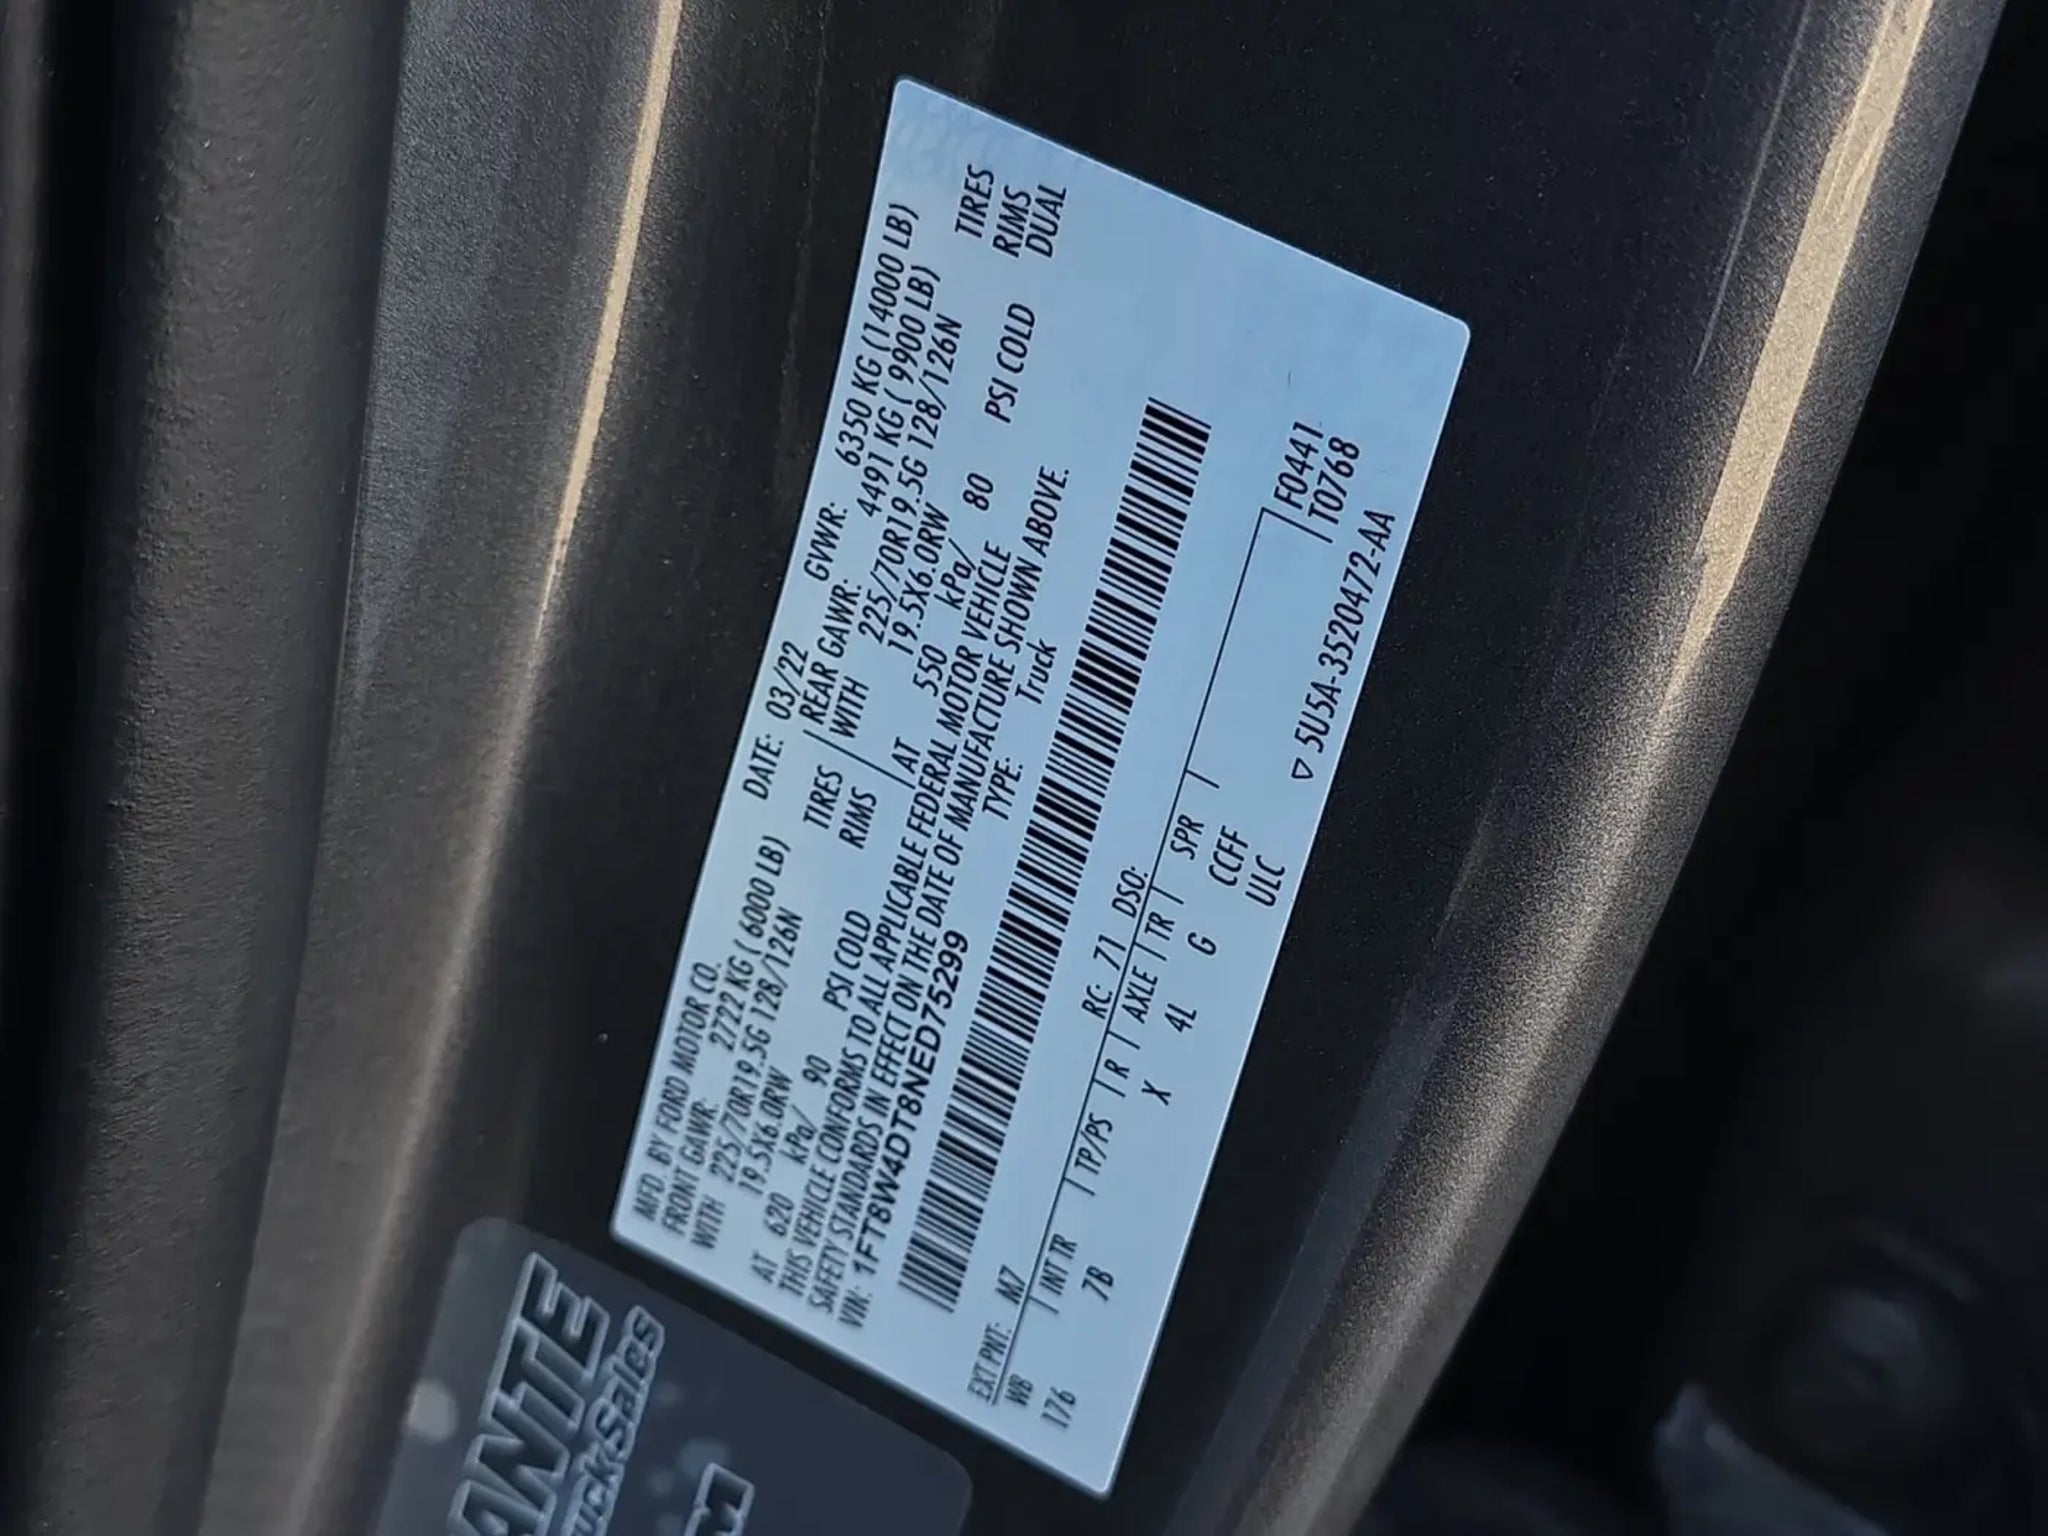 MFD. BY FORD MOTOR CO. DATE: 03/22 GVWR: 6350 KG (14000 LB)
FRONT GAWR: 2722 KG ( 6000 LB) REAR GAWR: 4491 KG ( 9900 LB)
WITH 225/70R19.5G 128/126N TIRES WITH 225/70R19.5G 128/126N TIRES
19.5X6.0RW RIMS 19.5X6.0RW RIMS
AT 620 kPa/ 90 PSI COLD AT 550 kPa/ 80 PSI COLD DUAL
THIS VEHICLE CONFORMS TO ALL APPLICABLE FEDERAL MOTOR VEHICLE
SAFETY STANDARDS IN EFFECT ON THE DATE OF MANUFACTURE SHOWN ABOVE.
VIN: 1FT8W4DT8NED75299 TYPE: Truck
EXT PNT: M7 RC: 71 DSO:
WB INT TR TP/PS R AXLE TR SPR F0441
176 7B X 4L G CCFF T0768
ULC 5U5A-3520472-AA
ANTE
uckSales